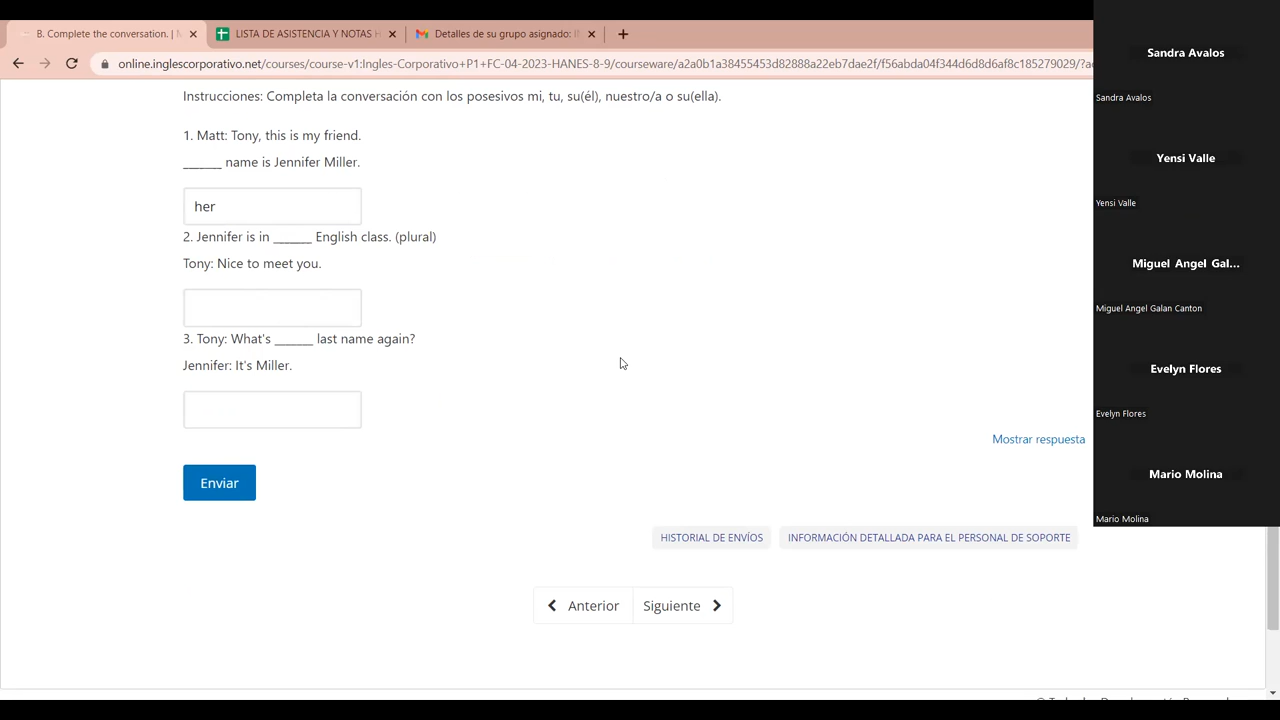 B. Complete the conversation. | M
LISTA DE ASISTENCIA Y NOTAS H
Detalles de su grupo asignado: I
online.inglescorporativo.net/courses/course-v1:Ingles-Corporativo+P1+FC-04-2023-HANES-8-9/courseware/a2a0b1a38455453d82888a22eb7dae2f/f56abda04f344d6d8d6af8c185279029/?a
Instrucciones: Completa la conversación con los posesivos mi, tu, su(él), nuestro/a o su(ella).
1. Matt: Tony, this is my friend.
______ name is Jennifer Miller.
her
2. Jennifer is in ______ English class. (plural)
Tony: Nice to meet you.
3. Tony: What's ______ last name again?
Jennifer: It's Miller.
Mostrar respuesta
Enviar
HISTORIAL DE ENVÍOS
INFORMACIÓN DETALLADA PARA EL PERSONAL DE SOPORTE
Anterior
Siguiente
Sandra Avalos
Sandra Avalos
Yensi Valle
Yensi Valle
Miguel Angel Gal...
Miguel Angel Galan Canton
Evelyn Flores
Evelyn Flores
Mario Molina
Mario Molina